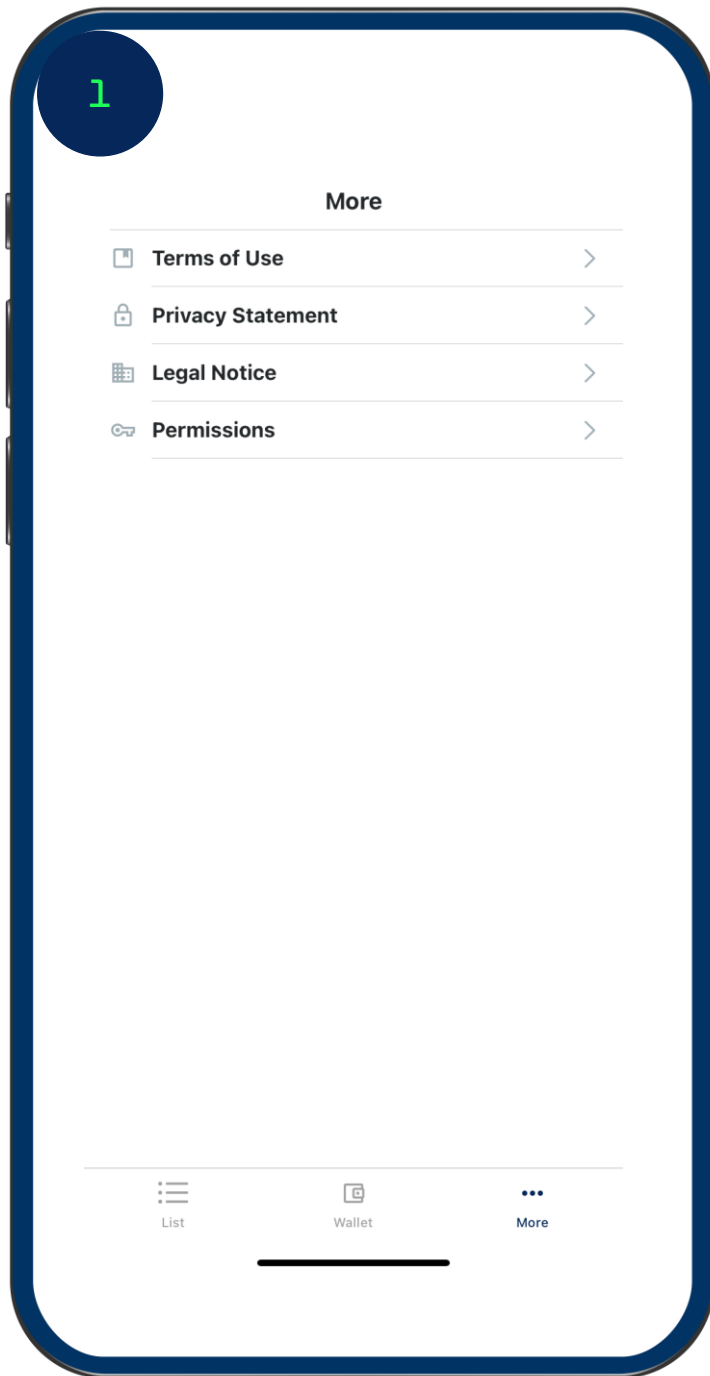 1
More
Terms of Use
Privacy Statement
Legal Notice
Permissions
List Wallet More